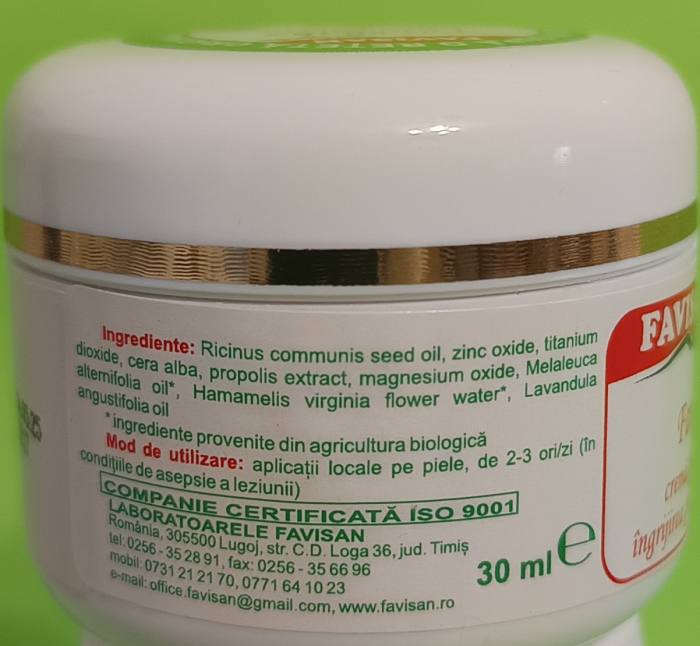 LO RETETA
Ingrediente: Ricinus communis seed oil, zinc oxide, titanium
dioxide, cera alba, propolis extract, magnesium oxide, Melaleuca
alternifolia oil*, Hamamelis virginia flower water*, Lavandula
angustifolia oil
*ingrediente provenite din agricultura biologică
Mod de utilizare: aplicații locale pe piele, de 2-3 ori/zi (în
condițiile de asepsie a leziunii)
COMPANIE CERTIFICATĂ ISO 9001
LABORATOARELE FAVISAN
România, 305500 Lugoj, str. C.D. Loga 36, jud. Timiș
tel: 0256 - 35 28 91, fax: 0256 - 35 66 96
mobil: 0731 21 21 70, 0771 64 10 23
e-mail: office.favisan@gmail.com, www.favisan.ro
30 ml e
FAVIS